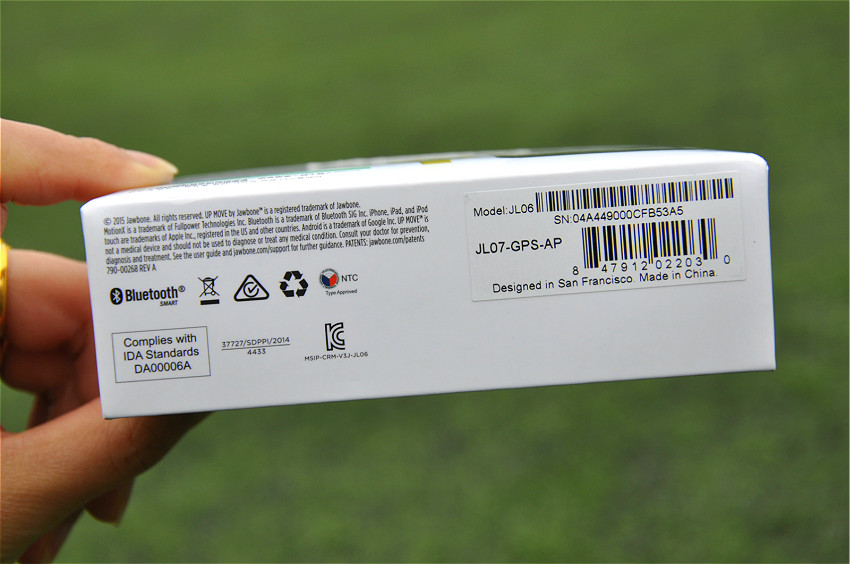 © 2015 Jawbone. All rights reserved. UP MOVE by Jawbone™ is a registered trademark of Jawbone.
MotionX is a trademark of Fullpower Technologies Inc. Bluetooth is a trademark of Bluetooth SIG Inc. iPhone, iPad, and iPod
touch are trademarks of Apple Inc., registered in the US and other countries. Android is a trademark of Google Inc. UP MOVE™ is
not a medical device and should not be used to diagnose or treat any medical condition. Consult your doctor for prevention,
diagnosis and treatment. See the user guide and jawbone.com/support for further guidance. PATENTS: jawbone.com/patents
790-00268 REV A
Bluetooth®
SMART
NTC
Type Approved
Complies with
IDA Standards
DA00006A
37727/SDPPI/2014
4433
MSIP-CRM-V3J-JL06
Model:JL06
SN:04A449000CFB53A5
JL07-GPS-AP
8 47912 02203 0
Designed in San Francisco. Made in China.